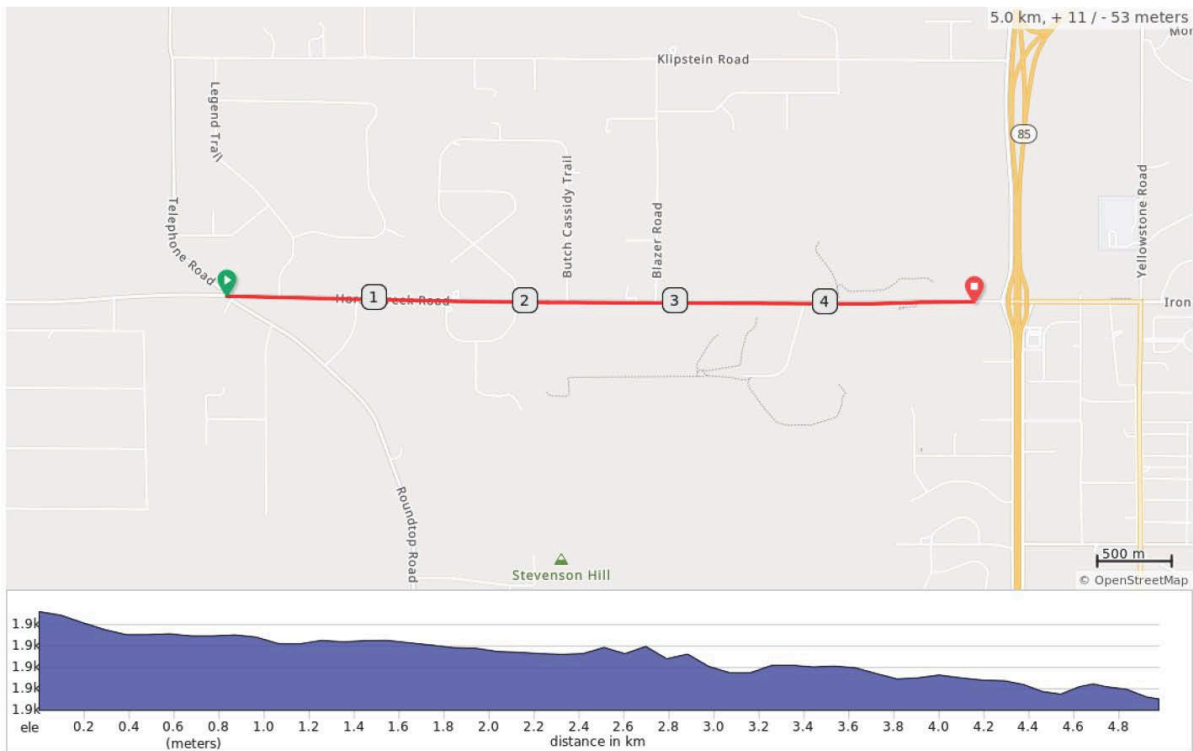 5.0 km, + 11 / - 53 meters
Mor
Klipstein Road
Legend Trail
85
Butch Cassidy Trail
Yellowstone Road
Telephone Road
Blazer Road
1
2
3
4
Iron
Roundtop Road
500 m
Stevenson Hill
© OpenStreetMap
1.9k
1.9k
1.9k
1.9k
1.9k
ele
0.2 0.4 0.6 0.8 1.0 1.2 1.4 1.6 1.8 2.0 2.2 2.4 2.6 2.8 3.0 3.2 3.4 3.6 3.8 4.0 4.2 4.4 4.6 4.8
(meters)
distance in km